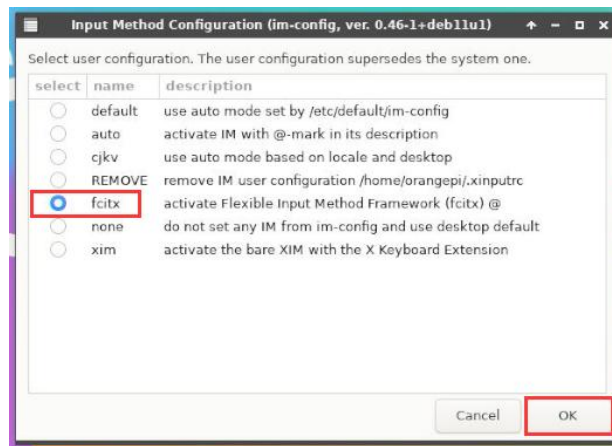 Input Method Configuration (im-config, ver. 0.46-1+deb11u1)
Select user configuration. The user configuration supersedes the system one.
select name description
default use auto mode set by /etc/default/im-config
auto activate IM with @-mark in its description
cjkv use auto mode based on locale and desktop
REMOVE remove IM user configuration /home/orangepi/.xinputrc
fcitx activate Flexible Input Method Framework (fcitx) @
none do not set any IM from im-config and use desktop default
xim activate the bare XIM with the X Keyboard Extension
Cancel OK